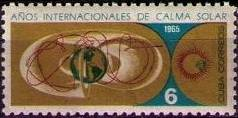 AÑOS INTERNACIONALES DE CALMA SOLAR
1965
6
CUBA CORREOS